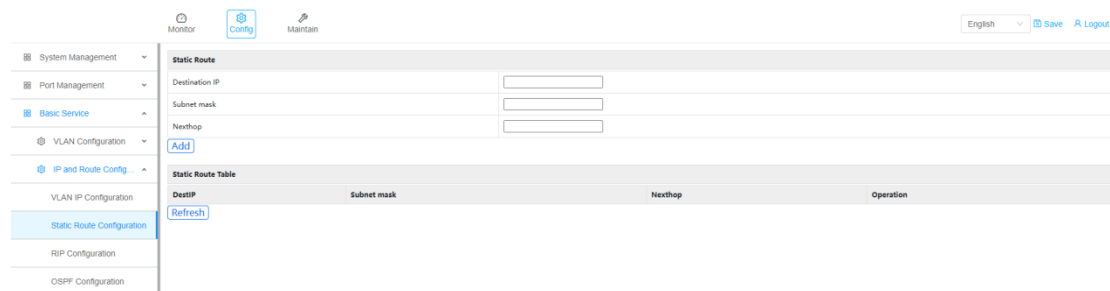 Monitor Config Maintain English Save Logout
System Management
Port Management
Basic Service
VLAN Configuration
IP and Route Config...
VLAN IP Configuration
Static Route Configuration
RIP Configuration
OSPF Configuration
Static Route
Destination IP
Subnet mask
Nexthop
Add
Static Route Table
DestIP Subnet mask Nexthop Operation
Refresh